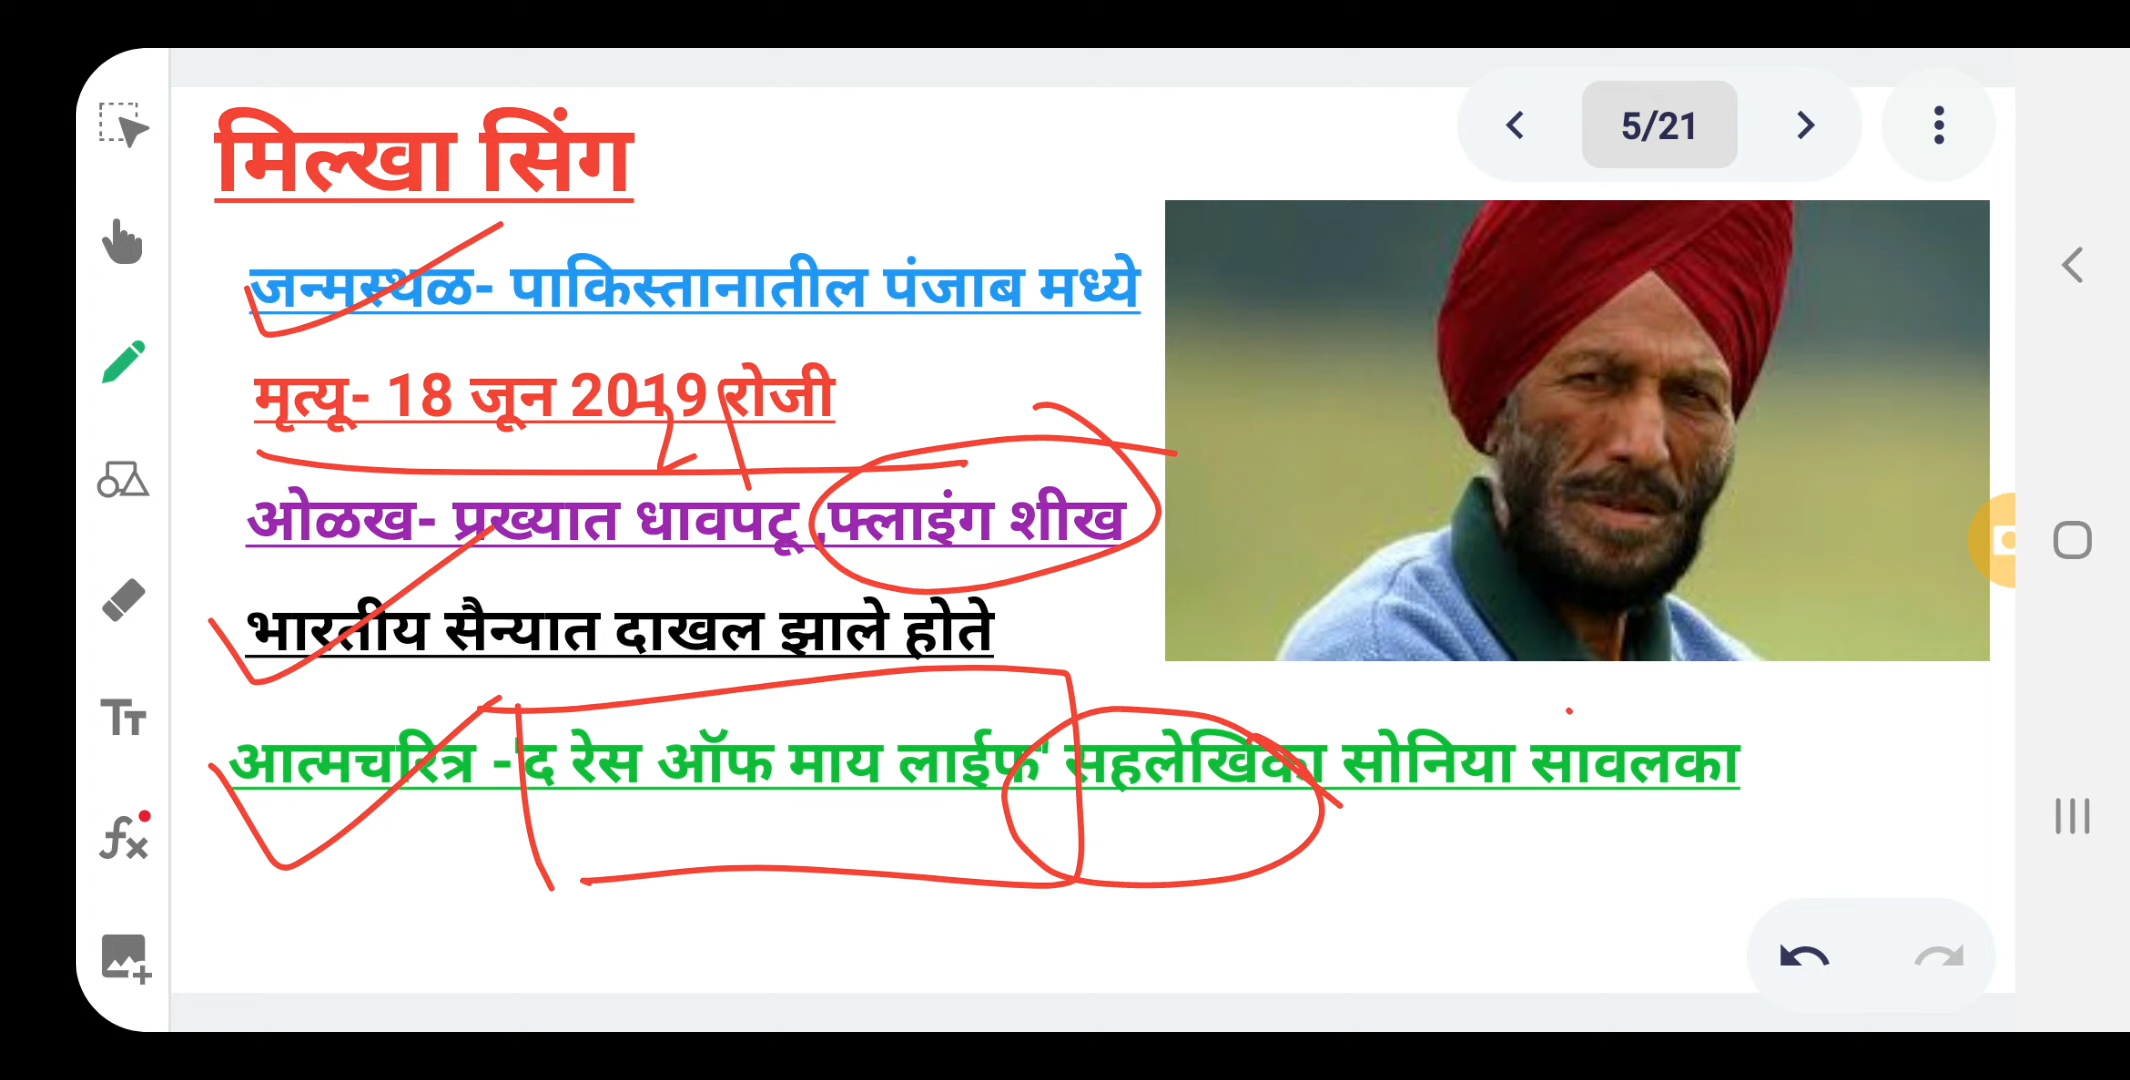 मिल्खा सिंग
5/21
जन्मस्थळ- पाकिस्तानातील पंजाब मध्ये
मृत्यू- 18 जून 2019 रोजी
21
ओळख- प्रख्यात धावपटू ,फ्लाइंग शीख
भारतीय सैन्यात दाखल झाले होते
आत्मचरित्र -'द रेस ऑफ माय लाईफ' सहलेखिका सोनिया सावलका